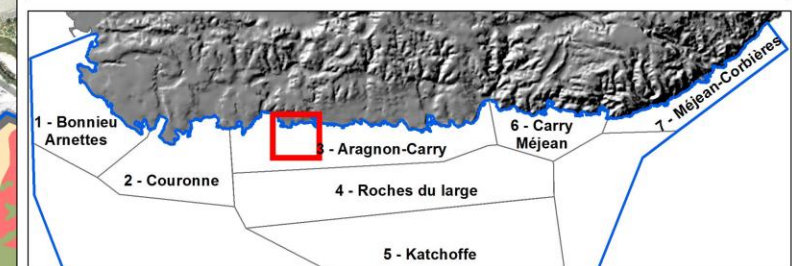 1 - Bonnieu
Arnettes
2 - Couronne
3 - Aragnon-Carry
4 - Roches du large
5 - Katchoffe
6 - Carry
Méjean
7 - Méjean-Corbières